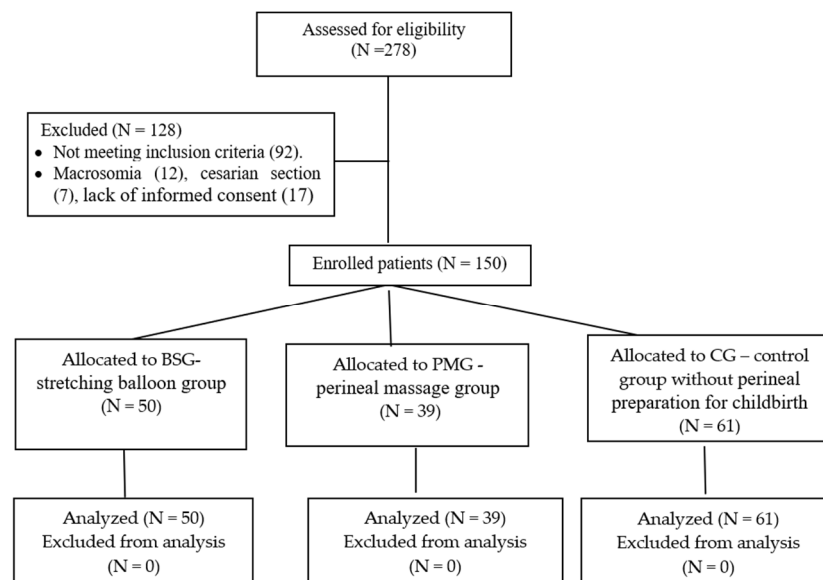 Assessed for eligibility
(N =278)
Excluded (N = 128)
• Not meeting inclusion criteria (92).
• Macrosomia (12), cesarian section
(7), lack of informed consent (17)
Enrolled patients (N = 150)
Allocated to BSG-
stretching balloon group
(N = 50)
Allocated to PMG -
perineal massage group
(N = 39)
Allocated to CG – control
group without perineal
preparation for childbirth
(N = 61)
Analyzed (N = 50)
Excluded from analysis
(N = 0)
Analyzed (N = 39)
Excluded from analysis
(N = 0)
Analyzed (N = 61)
Excluded from analysis
(N = 0)